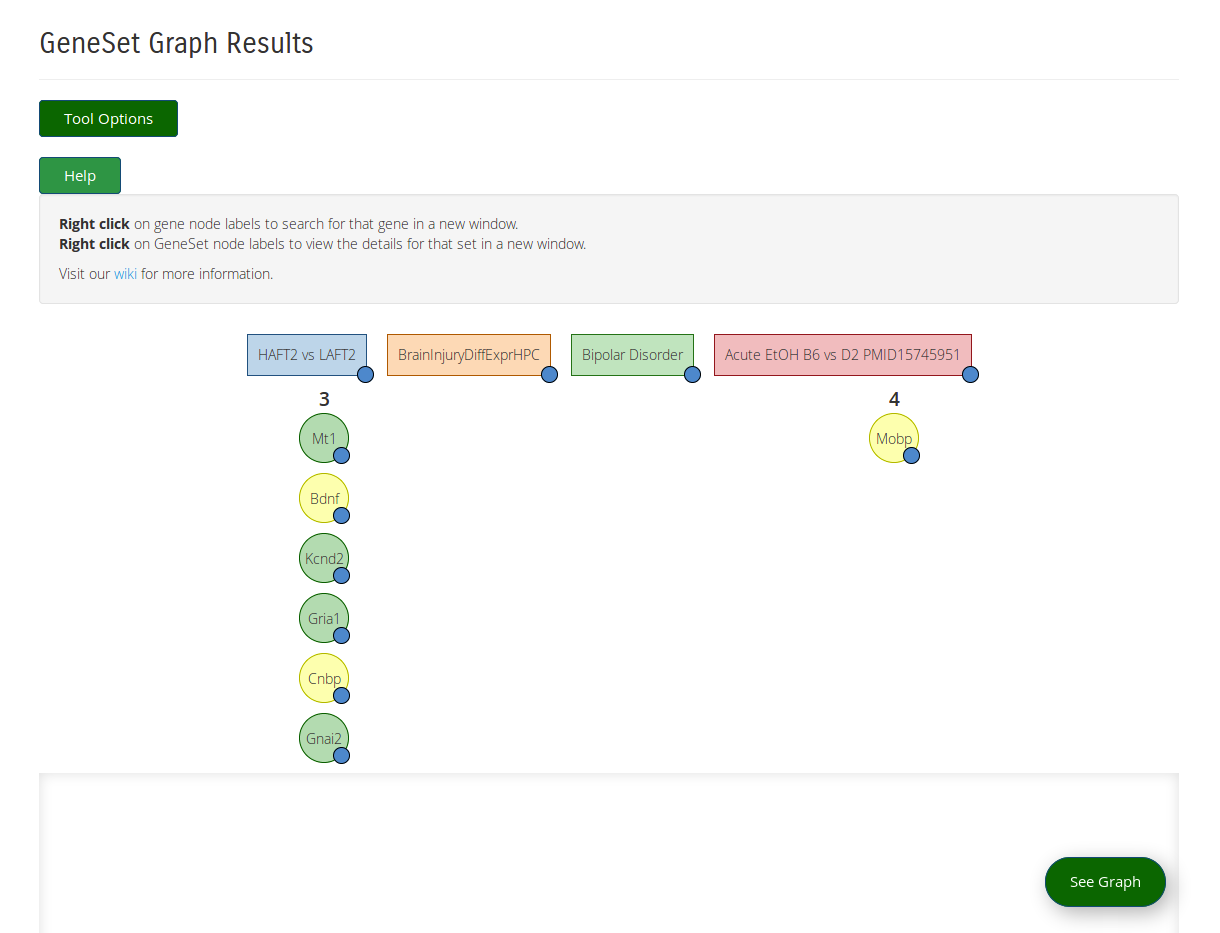 GeneSet Graph Results
Tool Options
Help
Right click on gene node labels to search for that gene in a new window.
Right click on GeneSet node labels to view the details for that set in a new window.
Visit our wiki for more information.
HAFT2 vs LAFT2 BrainInjuryDiffExprHPC Bipolar Disorder Acute EtOH B6 vs D2 PMID15745951
3 4
Mt1 Mobp
Bdnf
Kcnd2
Gria1
Cnbp
Gnai2
See Graph